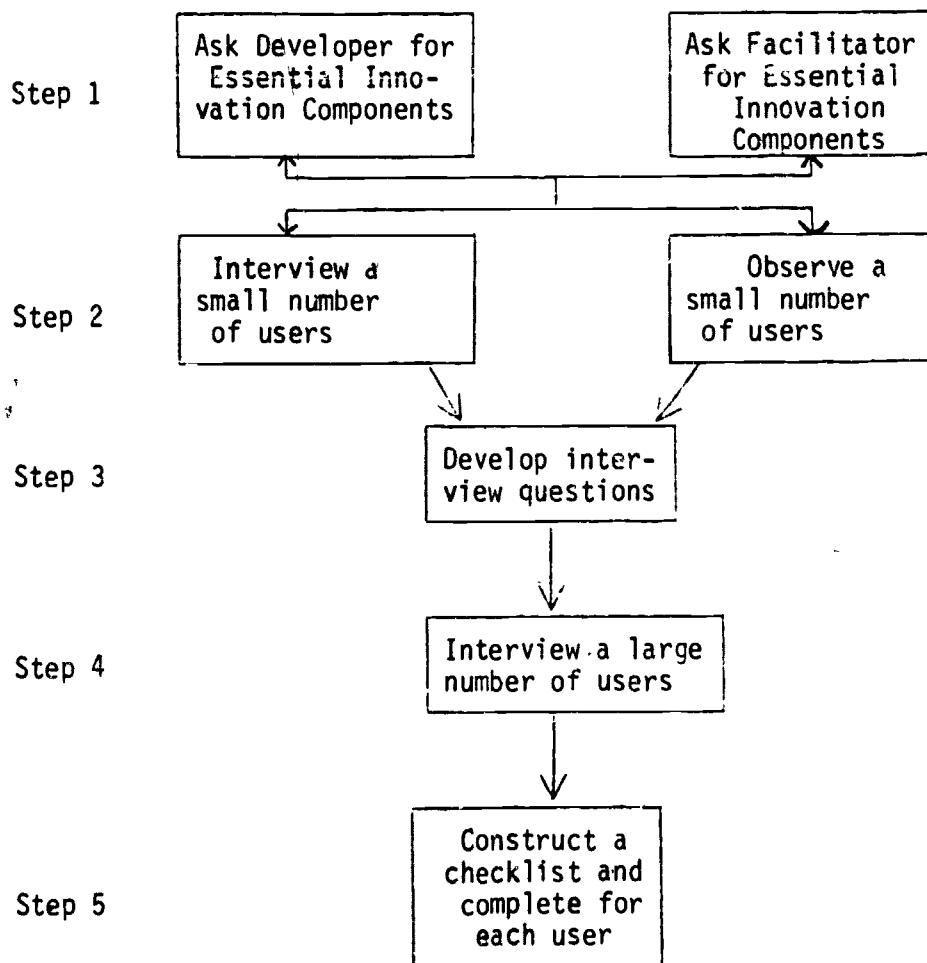 Step 1
Ask Developer for
Essential Inno-
vation Components
Ask Facilitator
for Essential
Innovation
Components
Step 2
Interview a
small number
of users
Observe a
small number
of users
Step 3
Develop inter-
view questions
Step 4
Interview a large
number of users
Step 5
Construct a
checklist and
complete for
each user